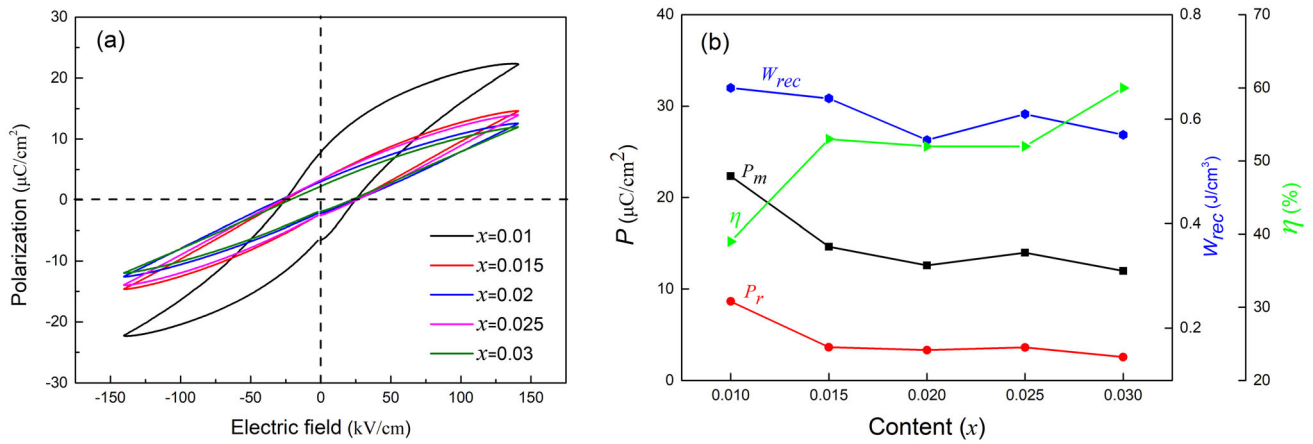 (a)
Polarization (μC/cm²)
30
20
10
0
-10
-20
-30
x=0.01
x=0.015
x=0.02
x=0.025
x=0.03
-150 -100 -50 0 50 100 150
Electric field (kV/cm)
(b)
P (μC/cm²)
40
30
20
10
0
Wrec
Pm
η
Pr
0.010 0.015 0.020 0.025 0.030
Content (x)
0.8
0.6
0.4
0.2
Wrec (J/cm³)
70
60
50
40
30
20
η (%)